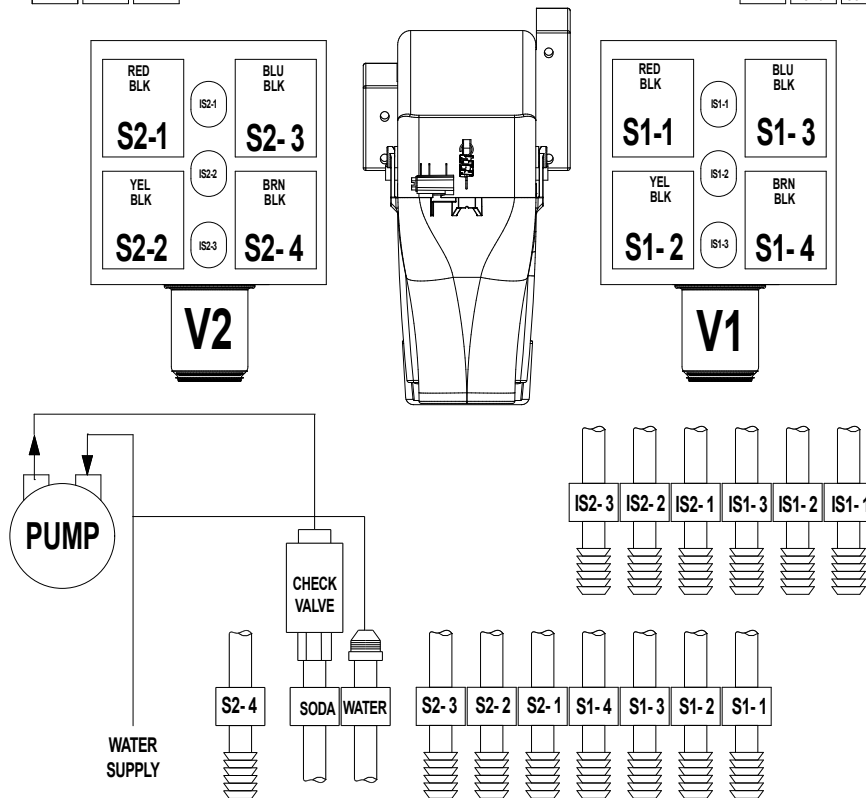 RED
BLK
S2-1
IS2-1
BLU
BLK
S2-3
YEL
BLK
S2-2
IS2-2
IS2-3
BRN
BLK
S2-4
V2
RED
BLK
S1-1
IS1-1
BLU
BLK
S1-3
YEL
BLK
S1-2
IS1-2
IS1-3
BRN
BLK
S1-4
V1
PUMP
CHECK
VALVE
IS2-3 IS2-2 IS2-1 IS1-3 IS1-2 IS1-1
S2-4 SODA WATER S2-3 S2-2 S2-1 S1-4 S1-3 S1-2 S1-1
WATER
SUPPLY